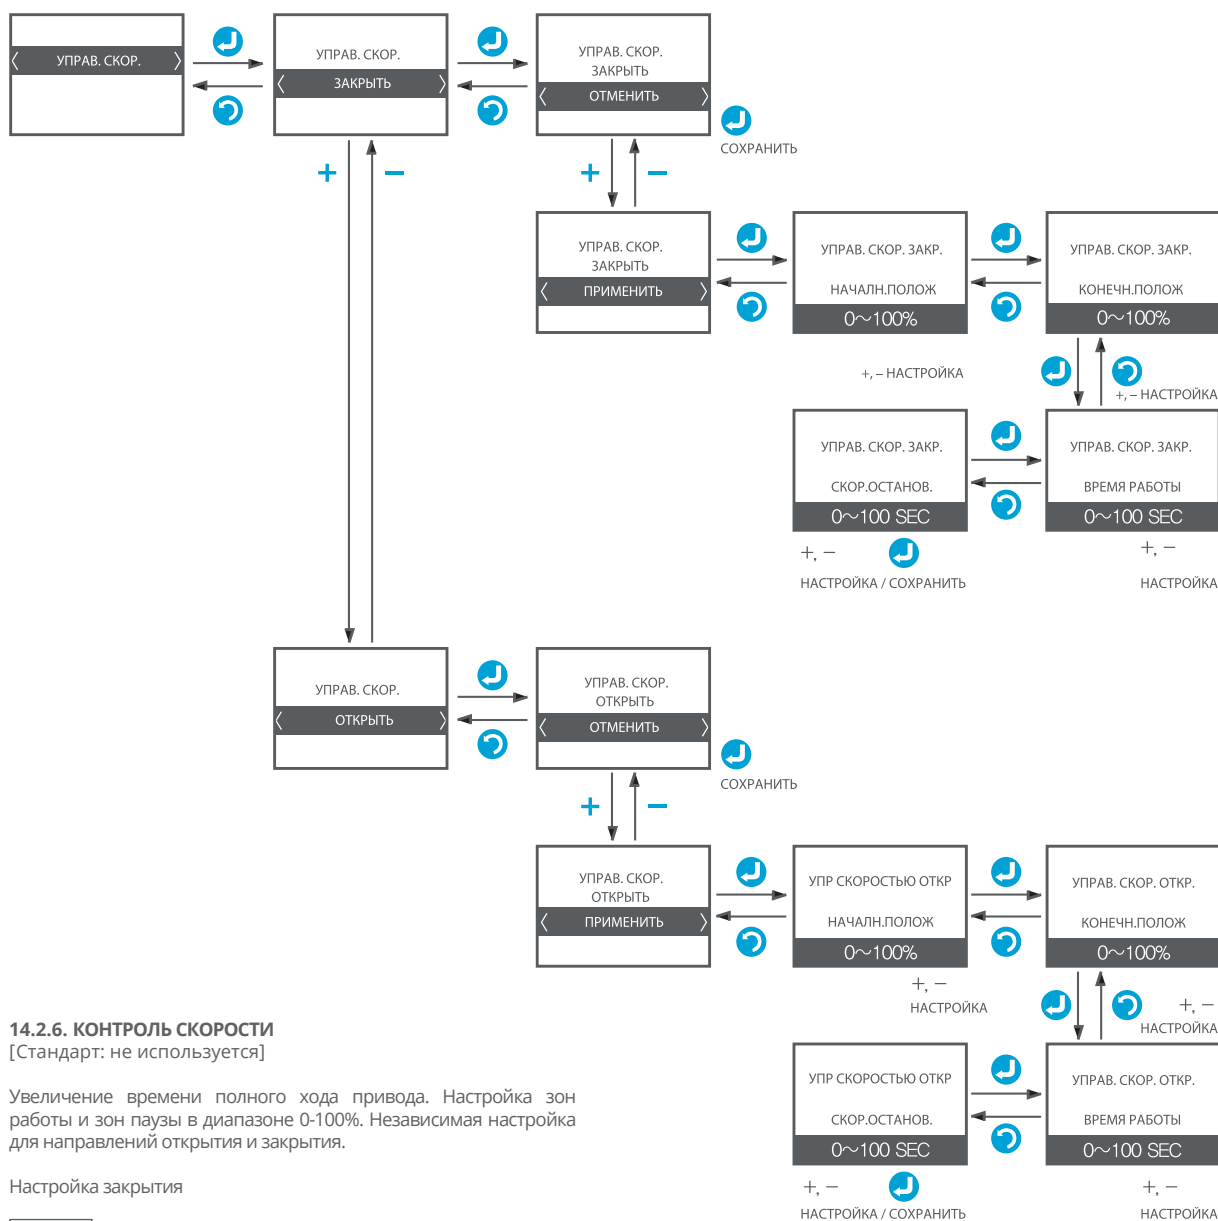 УПРАВ. СКОР.
УПРАВ. СКОР.
ЗАКРЫТЬ
УПРАВ. СКОР.
ЗАКРЫТЬ
ОТМЕНИТЬ
СОХРАНИТЬ
+
−
+
−
УПРАВ. СКОР.
ЗАКРЫТЬ
ПРИМЕНИТЬ
УПРАВ. СКОР. ЗАКР.
НАЧАЛН.ПОЛОЖ
0~100%
УПРАВ. СКОР. ЗАКР.
КОНЕЧН.ПОЛОЖ
0~100%
+, − НАСТРОЙКА
+, − НАСТРОЙКА
УПРАВ. СКОР. ЗАКР.
СКОР.ОСТАНОВ.
0~100 SEC
УПРАВ. СКОР. ЗАКР.
ВРЕМЯ РАБОТЫ
0~100 SEC
+, −
НАСТРОЙКА / СОХРАНИТЬ
+, −
НАСТРОЙКА
УПРАВ. СКОР.
ОТКРЫТЬ
УПРАВ. СКОР.
ОТКРЫТЬ
ОТМЕНИТЬ
СОХРАНИТЬ
+
−
УПРАВ. СКОР.
ОТКРЫТЬ
ПРИМЕНИТЬ
УПР СКОРОСТЬЮ ОТКР
НАЧАЛН.ПОЛОЖ
0~100%
УПРАВ. СКОР. ОТКР.
КОНЕЧН.ПОЛОЖ
0~100%
+, −
НАСТРОЙКА
+, −
НАСТРОЙКА
УПР СКОРОСТЬЮ ОТКР
СКОР.ОСТАНОВ.
0~100 SEC
УПРАВ. СКОР. ОТКР.
ВРЕМЯ РАБОТЫ
0~100 SEC
+, −
НАСТРОЙКА / СОХРАНИТЬ
+, −
НАСТРОЙКА
14.2.6. КОНТРОЛЬ СКОРОСТИ
[Стандарт: не используется]
Увеличение времени полного хода привода. Настройка зон
работы и зон паузы в диапазоне 0-100%. Независимая настройка
для направлений открытия и закрытия.
Настройка закрытия